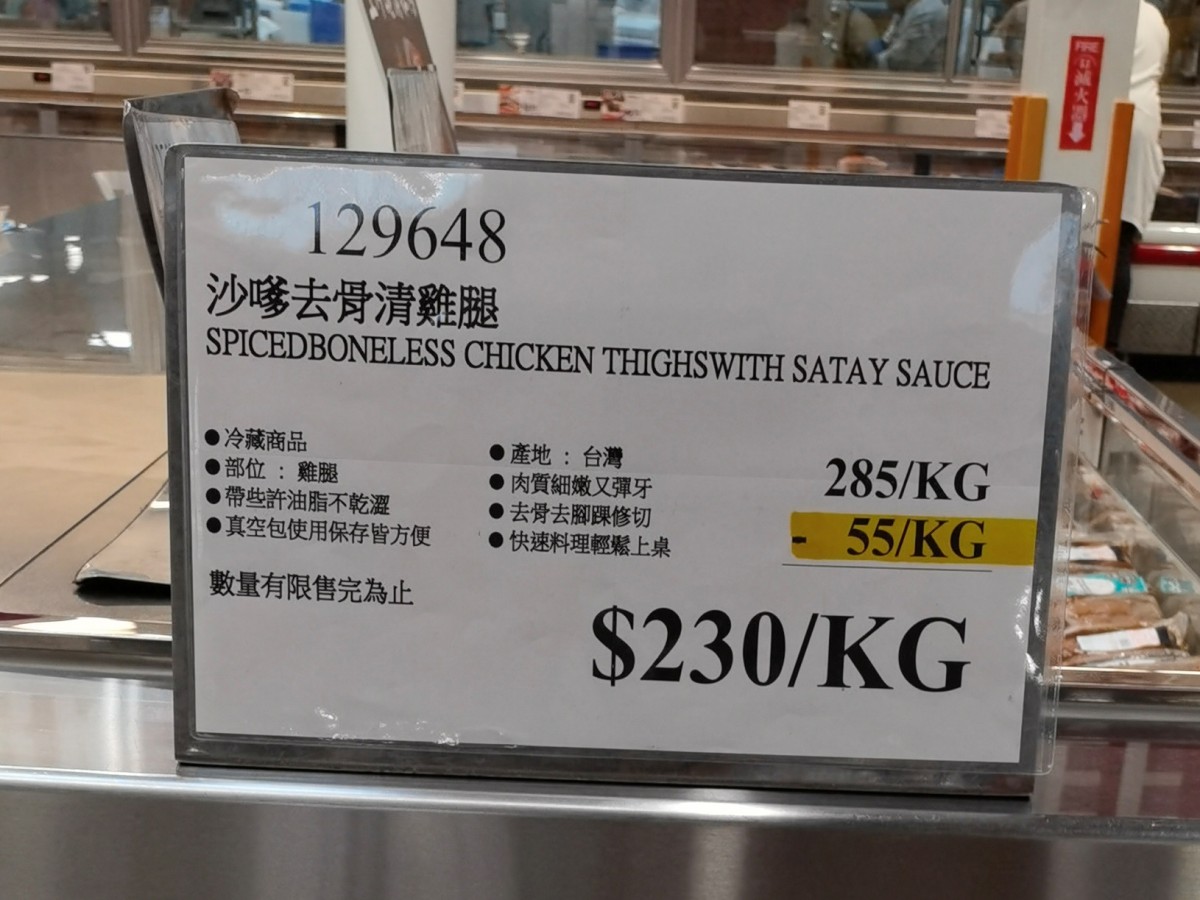 FIRE
滅火器
129648
沙嗲去骨清雞腿
SPICEDBONELESS CHICKEN THIGHSWITH SATAY SAUCE
●冷藏商品
●部位 : 雞腿
●帶些許油脂不乾澀
●真空包使用保存皆方便
●產地 : 台灣
●肉質細嫩又彈牙
●去骨去腳踝修切
●快速料理輕鬆上桌
數量有限售完為止
285/KG
- 55/KG
$230/KG